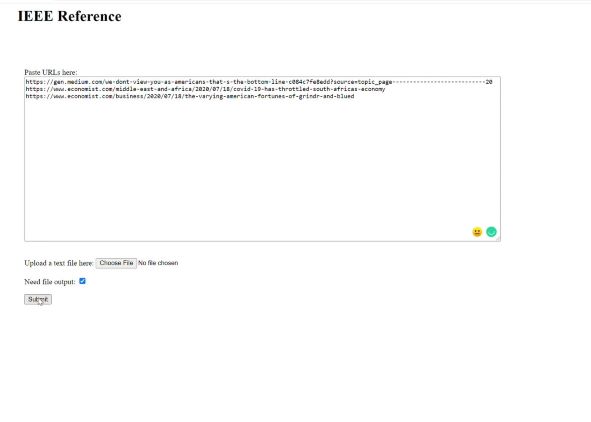 IEEE Reference
Paste URLs here:
https://gen.medium.com/we-dont-view-you-as-americans-that-s-the-bottom-line-c084c7fe8edd?source=topic_page---------------------------20
https://www.economist.com/middle-east-and-africa/2020/07/18/covid-19-has-throttled-south-africas-economy
https://www.economist.com/business/2020/07/18/the-varying-american-fortunes-of-grindr-and-blued
Upload a text file here: Choose File No file chosen
Need file output:
Submit